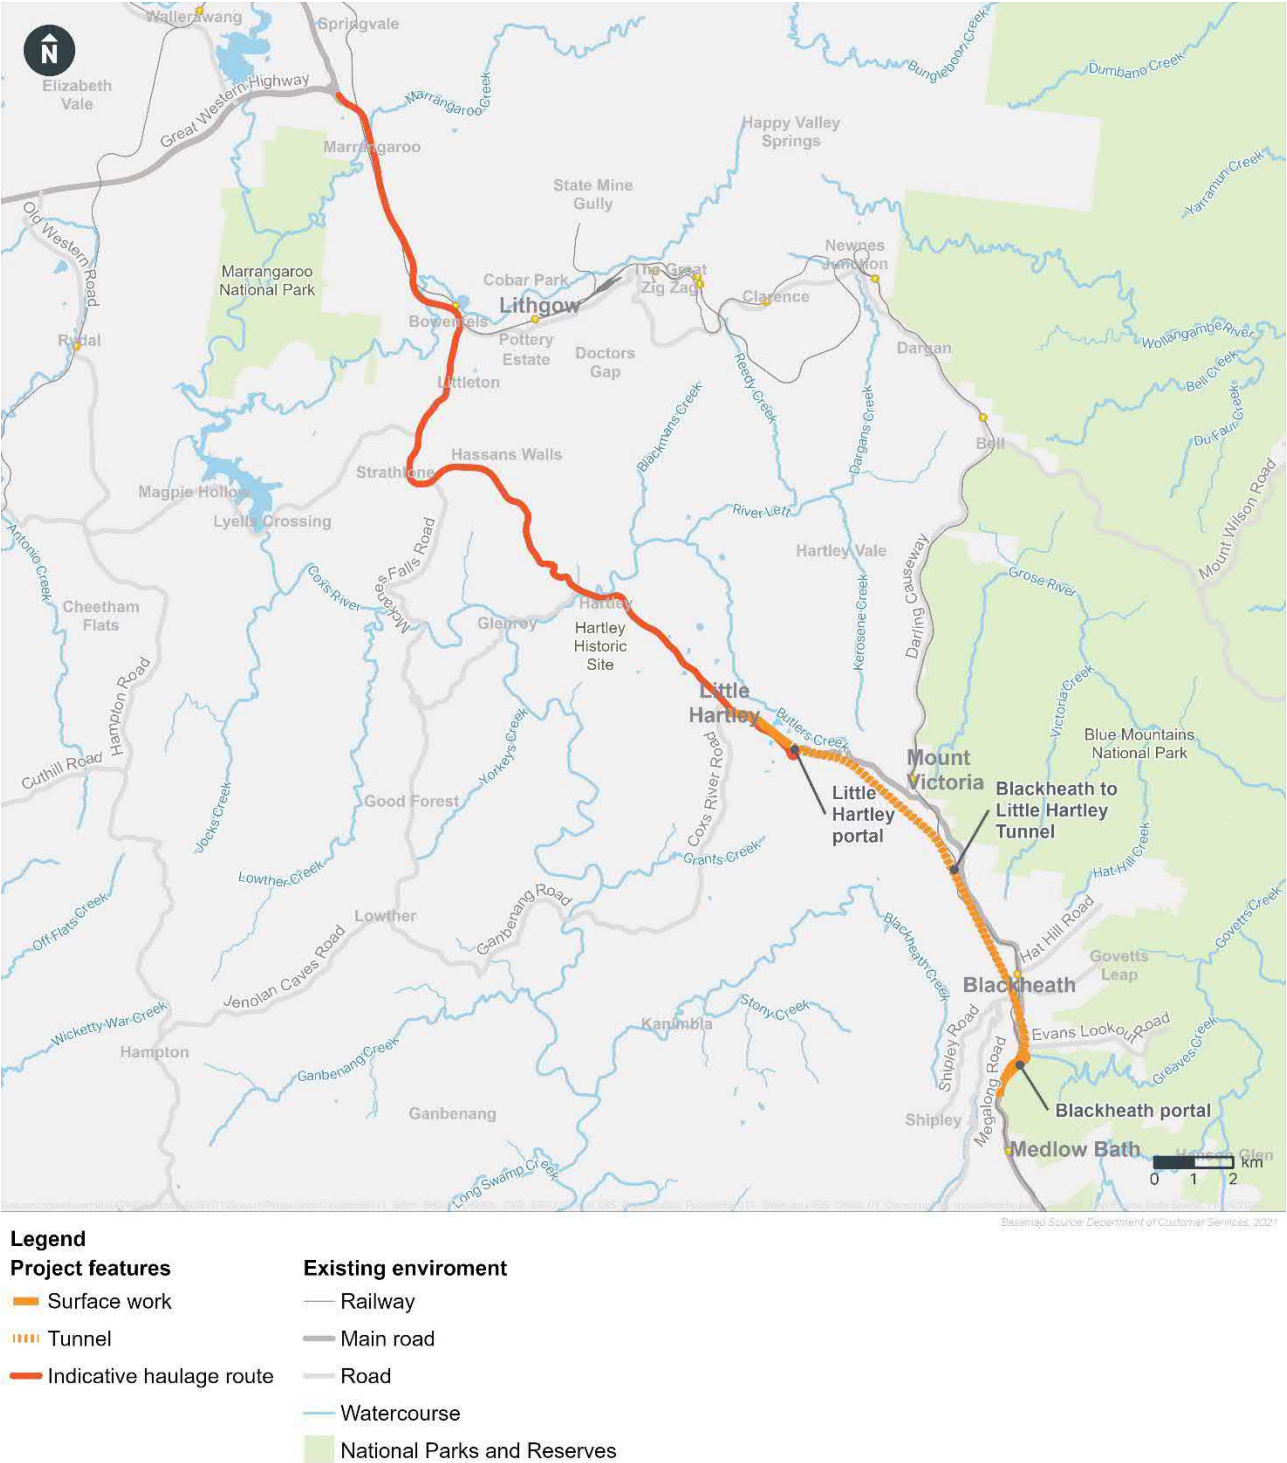 Wallerawang
Springvale
N
Elizabeth
Vale
Great Western Highway
Marrangaroo Creek
Bungleboori Creek
Dumbano Creek
Marrangaroo
Happy Valley
Springs
Yarramun Creek
State Mine
Gully
Old Western Road
Marrangaroo
National Park
Newnes
Junction
Cobar Park
The Great
Zig Zag
Lithgow
Clarence
Bowenfels
Rydal
Pottery
Estate
Doctors
Gap
Dargan
Wollangambe River
Bell Creek
Littleton
Reedy Creek
Blackmans Creek
Dargans Creek
Du Faur Creek
Bell
Hassans Walls
Strathlone
Magpie Hollow
Lyells Crossing
River Lett
Mount Wilson Road
Antonio Creek
Hartley Vale
Darling Causeway
Mckanes Falls Road
Coxs River
Grose River
Kerosene Creek
Cheetham
Flats
Hartley
Glenroy
Hartley
Historic
Site
Hampton Road
Victoria Creek
Little
Hartley
Yorkeys Creek
Butlers Creek
Blue Mountains
National Park
Cuthill Road
Coxs River Road
Mount
Victoria
Little
Hartley
portal
Blackheath to
Little Hartley
Tunnel
Jocks Creek
Good Forest
Grants Creek
Hat Hill Creek
Lowther Creek
Off Flats Creek
Lowther
Ganbenang Road
Blackheath Creek
Hat Hill Road
Govetts Creek
Jenolan Caves Road
Govetts
Leap
Blackheath
Wicketty War Creek
Stony Creek
Kanimbla
Evans Lookout Road
Hampton
Shipley Road
Megalong Road
Greaves Creek
Ganbenang Creek
Ganbenang
Shipley
Blackheath portal
Medlow Bath
Long Swamp Creek
km
0 1 2
Basemap Source: Department of Customer Services, 2021
Legend
Project features
Surface work
Tunnel
Indicative haulage route
Existing enviroment
Railway
Main road
Road
Watercourse
National Parks and Reserves